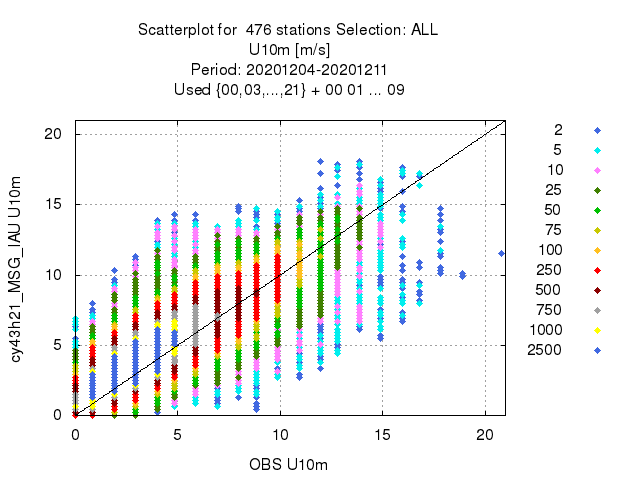 Scatterplot for  476 stations Selection: ALL
U10m [m/s]
Period: 20201204-20201211
Used {00,03,...,21} + 00 01 ... 09
cy43h21_MSG_IAU U10m
20
15
10
5
0
0 5 10 15 20
OBS U10m
2
5
10
25
50
75
100
250
500
750
1000
2500